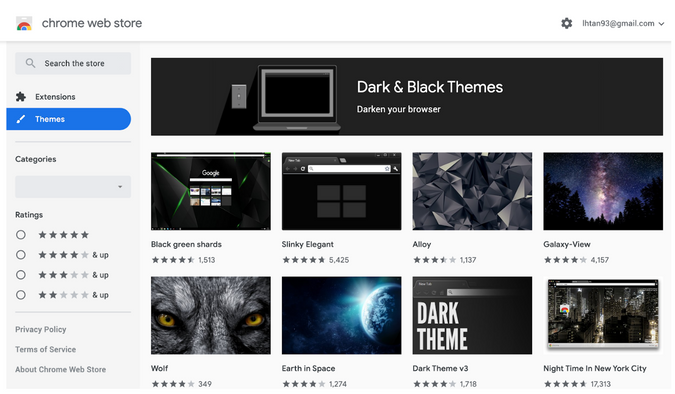 chrome web store
lhtan93@gmail.com
Search the store
Extensions
Themes
Categories
Ratings
& up
& up
& up
Privacy Policy
Terms of Service
About Chrome Web Store
Dark & Black Themes
Darken your browser
Google
New Tab
Black green shards
1,513
Slinky Elegant
5,425
Alloy
1,137
Galaxy-View
4,157
DARK
THEME
Wolf
349
Earth in Space
1,274
Dark Theme v3
1,718
Night Time In New York City
17,313